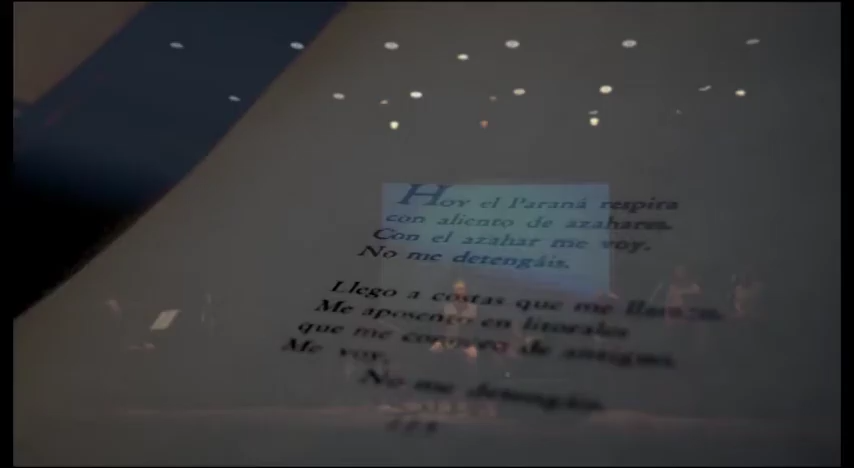 Hoy el Paraná respira
con aliento de azahares.
Con el azahar me voy.
No me detengáis.
Llego a costas que me llaman.
Me aposento en litorales
que me conozco de antiguo.
Me voy.
No me detengáis.